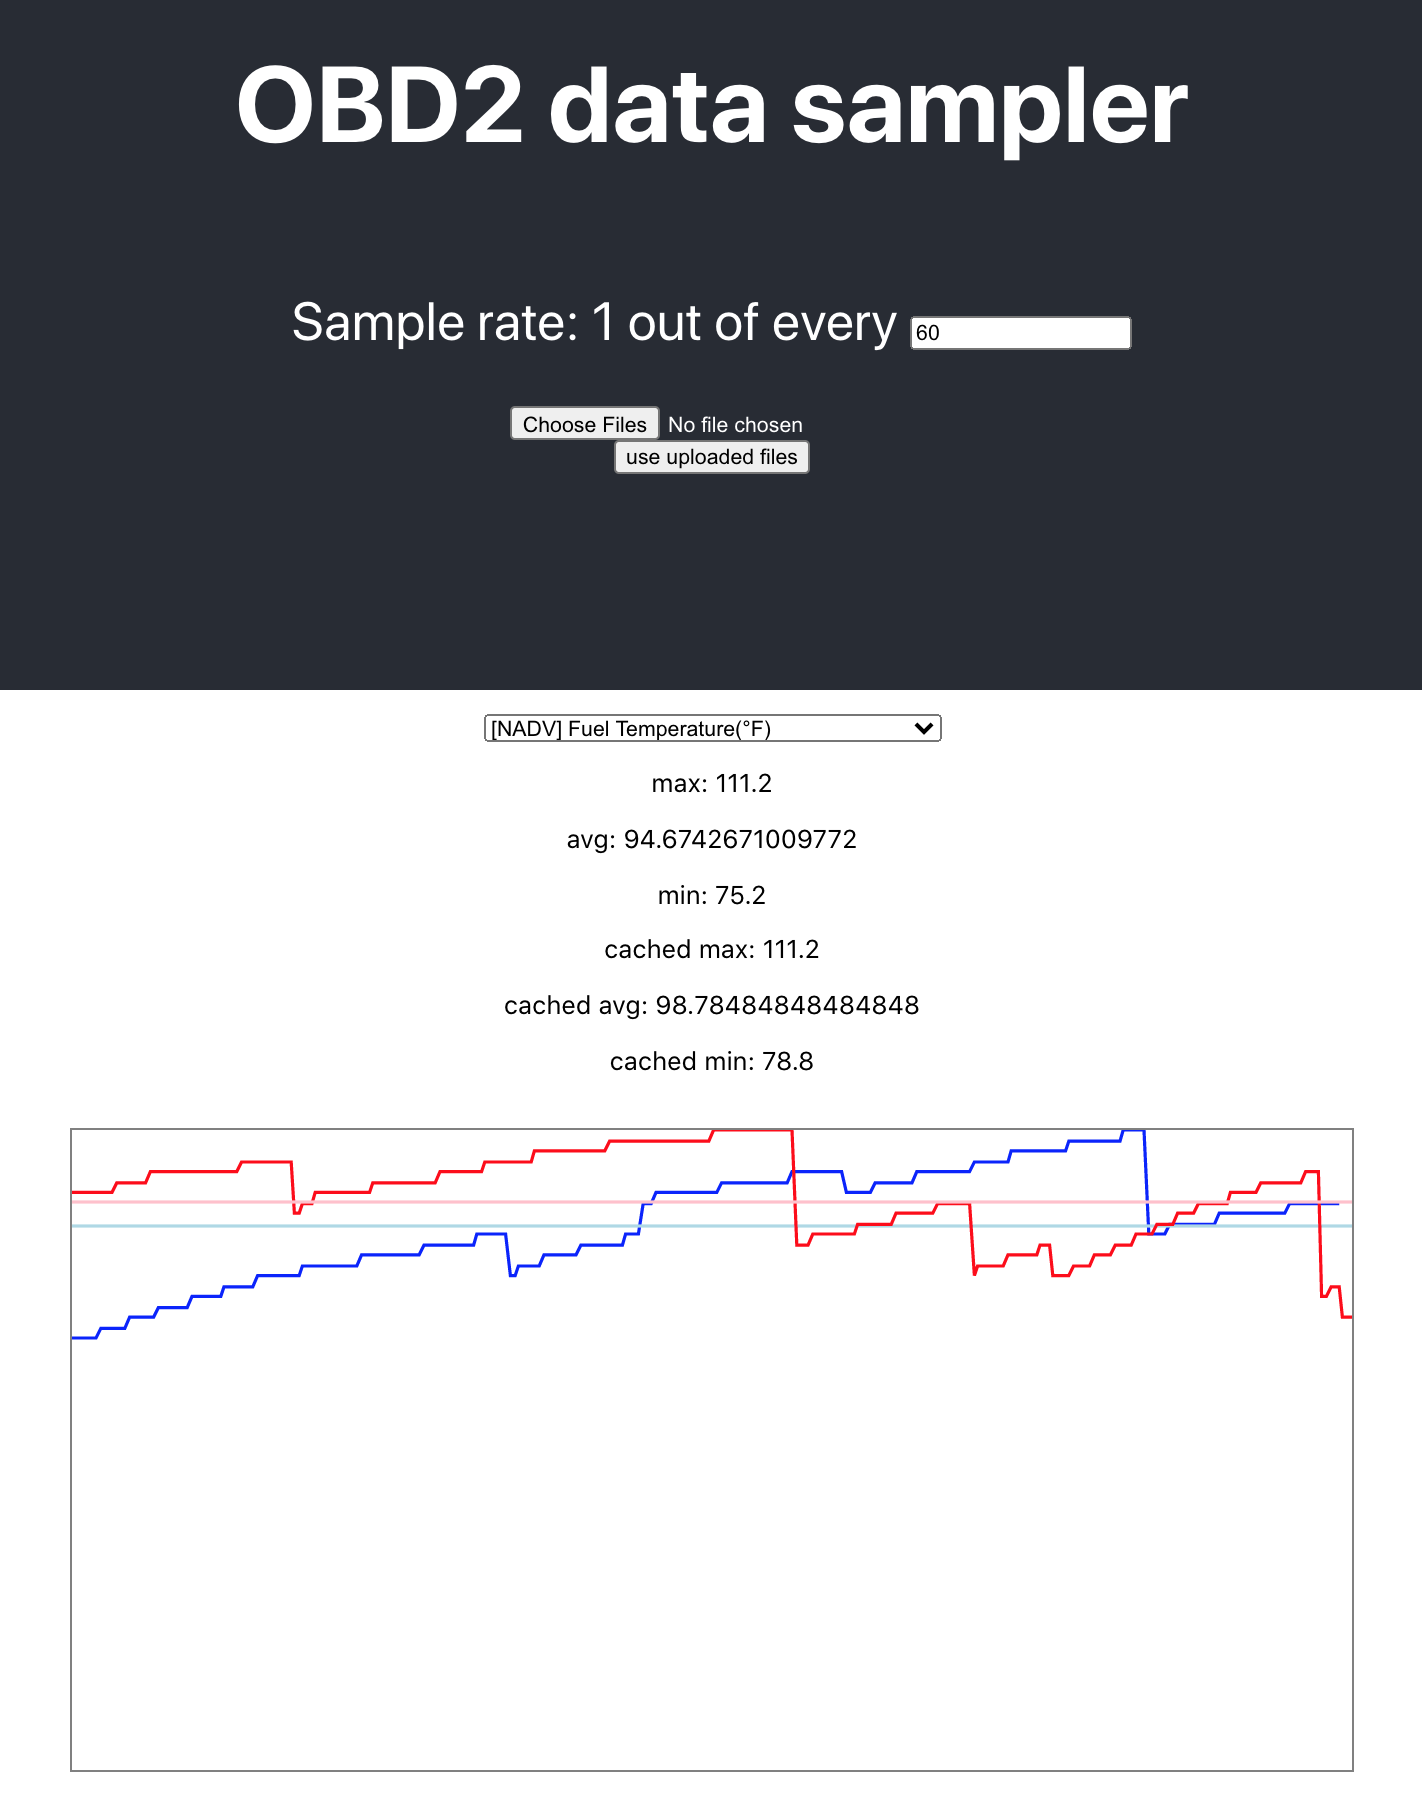 OBD2 data sampler
Sample rate: 1 out of every 60
Choose Files No file chosen
use uploaded files
[NADV] Fuel Temperature(°F)
max: 111.2
avg: 94.6742671009772
min: 75.2
cached max: 111.2
cached avg: 98.78484848484848
cached min: 78.8